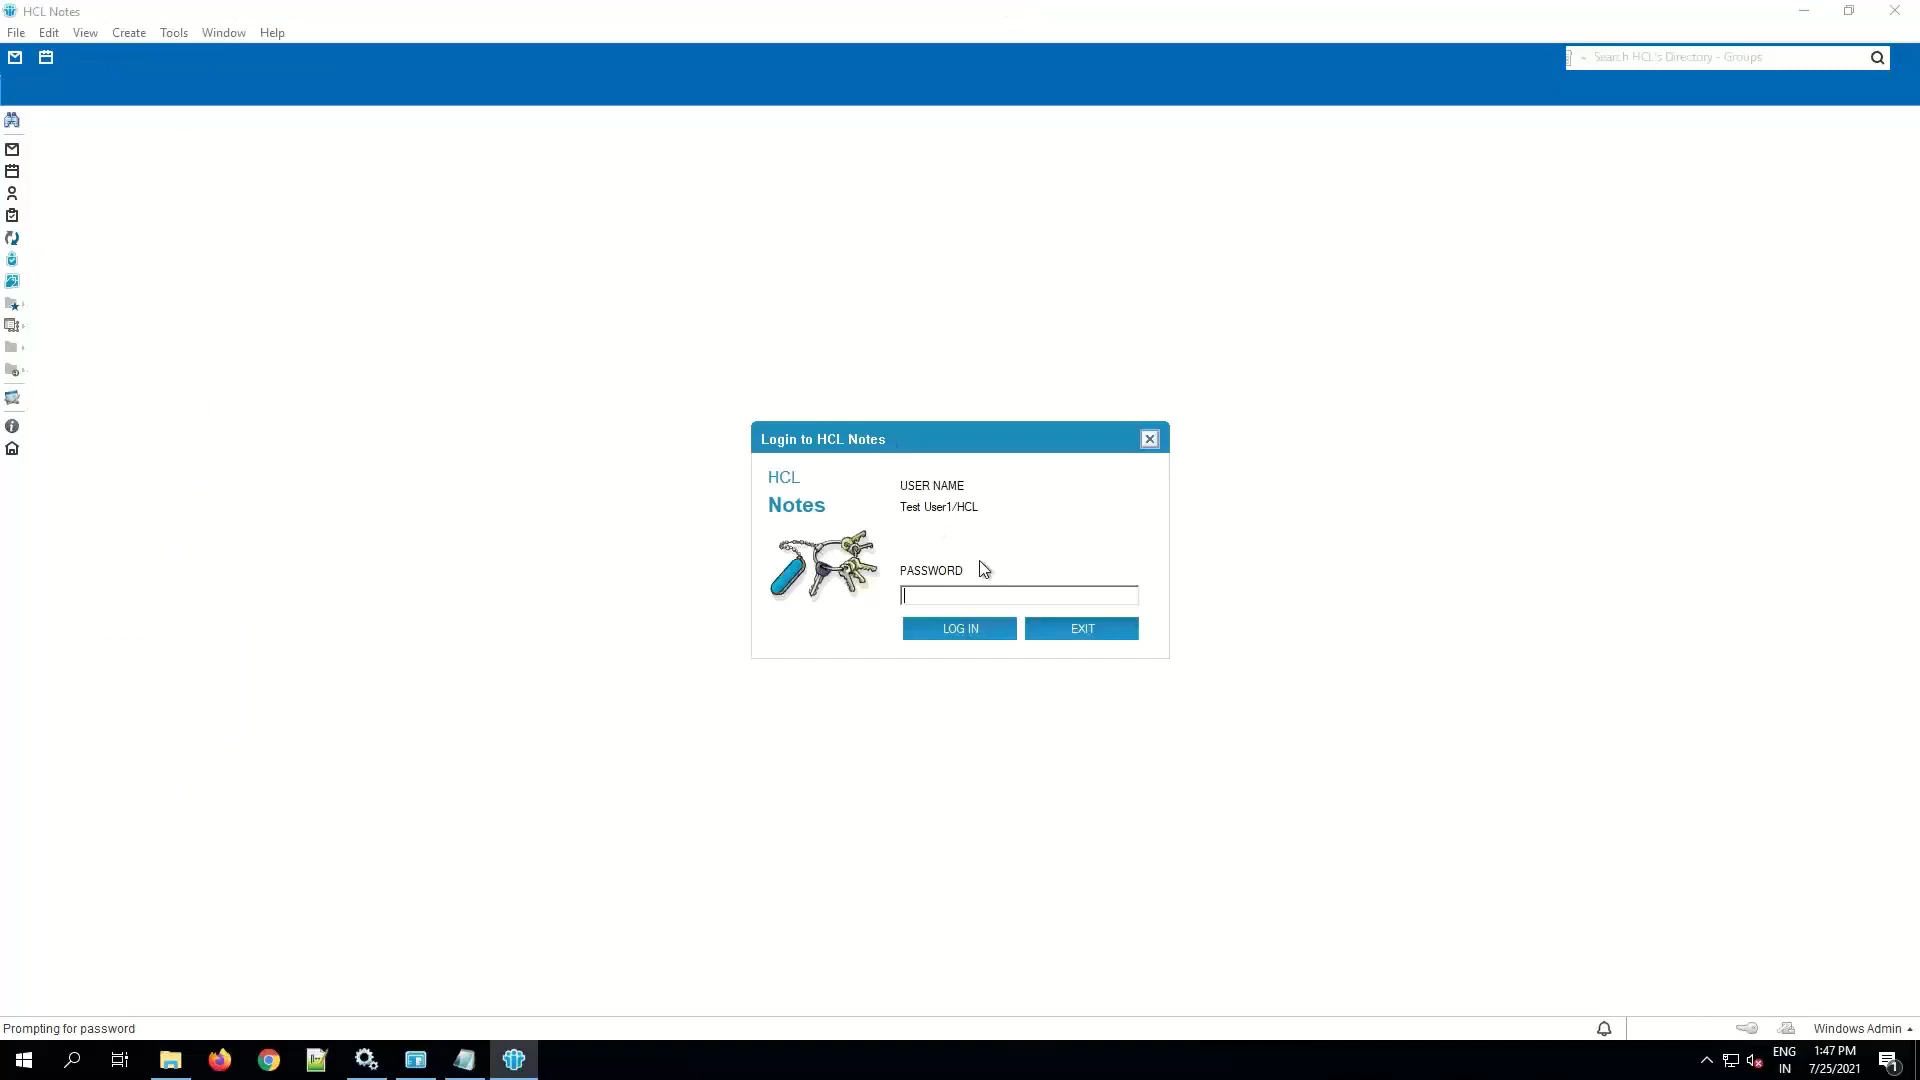 HCL Notes
File Edit View Create Tools Window Help
Search HCL's Directory - Groups
Login to HCL Notes
HCL
Notes
USER NAME
Test User1/HCL
PASSWORD
LOG IN EXIT
Prompting for password
Windows Admin
ENG
IN
1:47 PM
7/25/2021
1